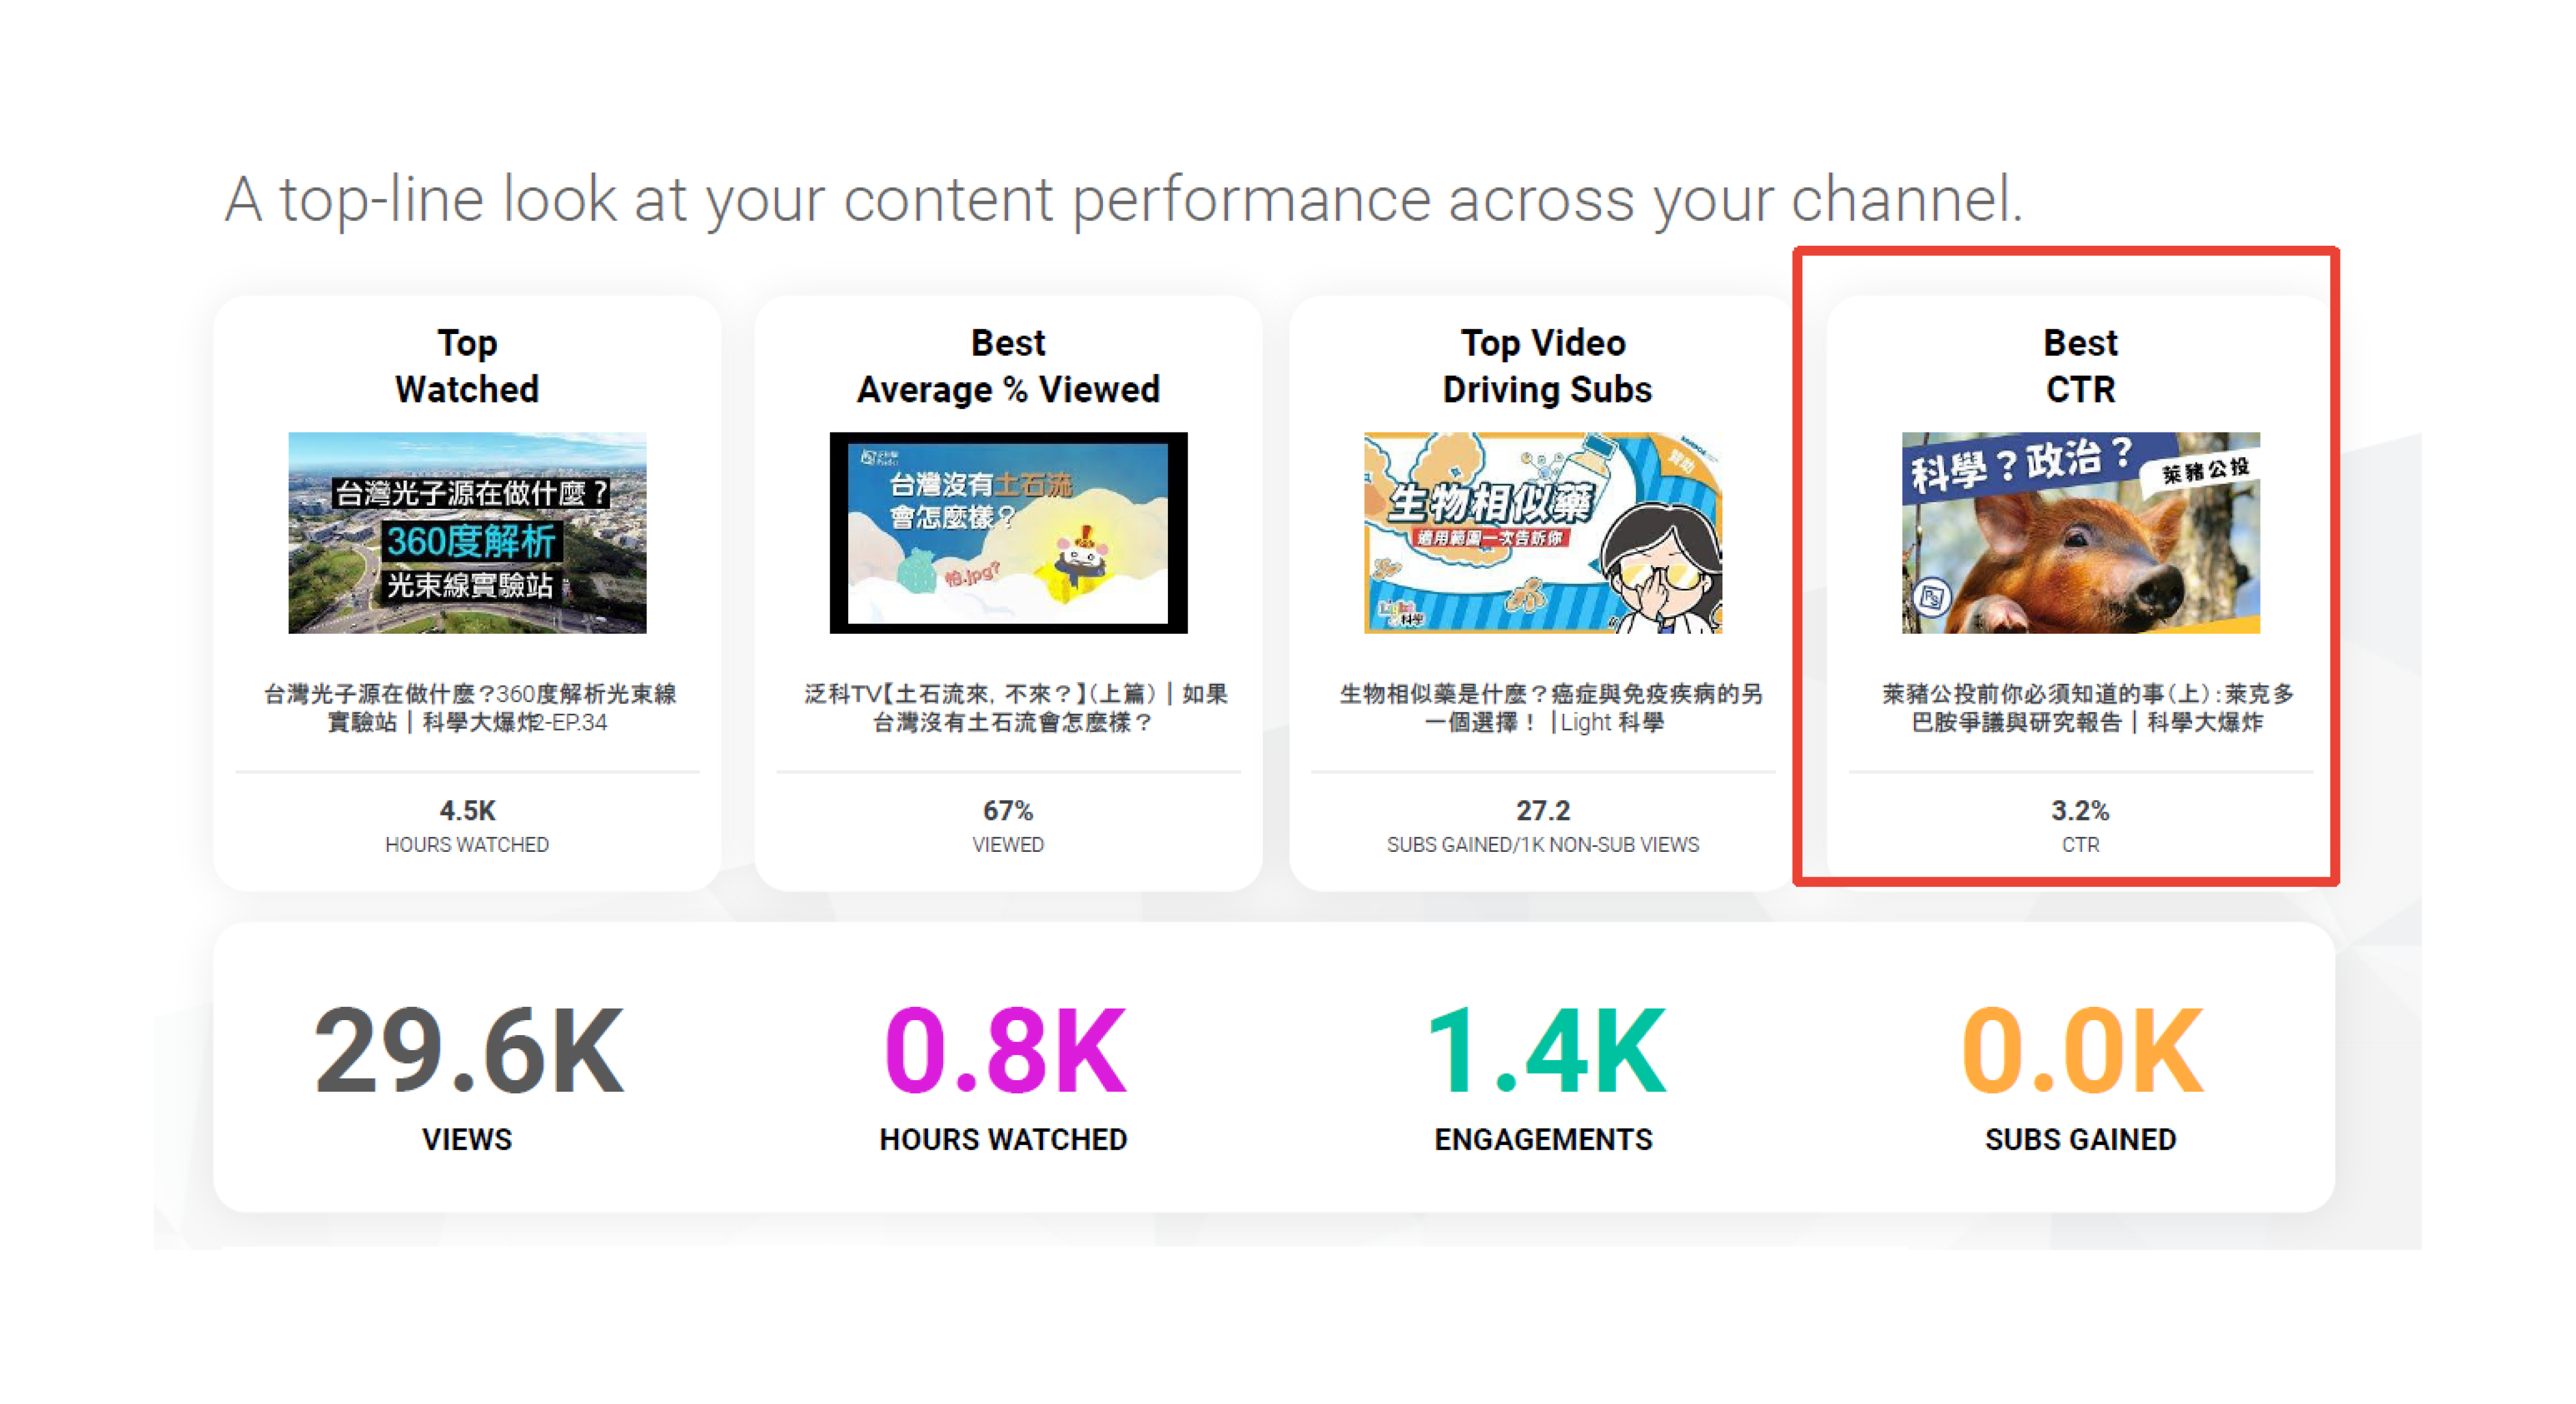 A top-line look at your content performance across your channel.
Top
Watched
台灣光子源在做什麼？
360度解析
光束線實驗站
台灣光子源在做什麼？360度解析光束線
實驗站｜科學大爆炸2-EP.34
4.5K
HOURS WATCHED
Best
Average % Viewed
台灣沒有土石流
會怎麼樣？
怕.jpg?
泛科TV【土石流來，不來？】（上篇）｜如果
台灣沒有土石流會怎麼樣？
67%
VIEWED
Top Video
Driving Subs
贊助
生物相似藥
適用範圍一次告訴你
Light
科學
生物相似藥是什麼？癌症與免疫疾病的另
一個選擇！｜Light 科學
27.2
SUBS GAINED/1K NON-SUB VIEWS
Best
CTR
科學？政治？
萊豬公投
PS
萊豬公投前你必須知道的事（上）：萊克多
巴胺爭議與研究報告｜科學大爆炸
3.2%
CTR
29.6K
VIEWS
0.8K
HOURS WATCHED
1.4K
ENGAGEMENTS
0.0K
SUBS GAINED